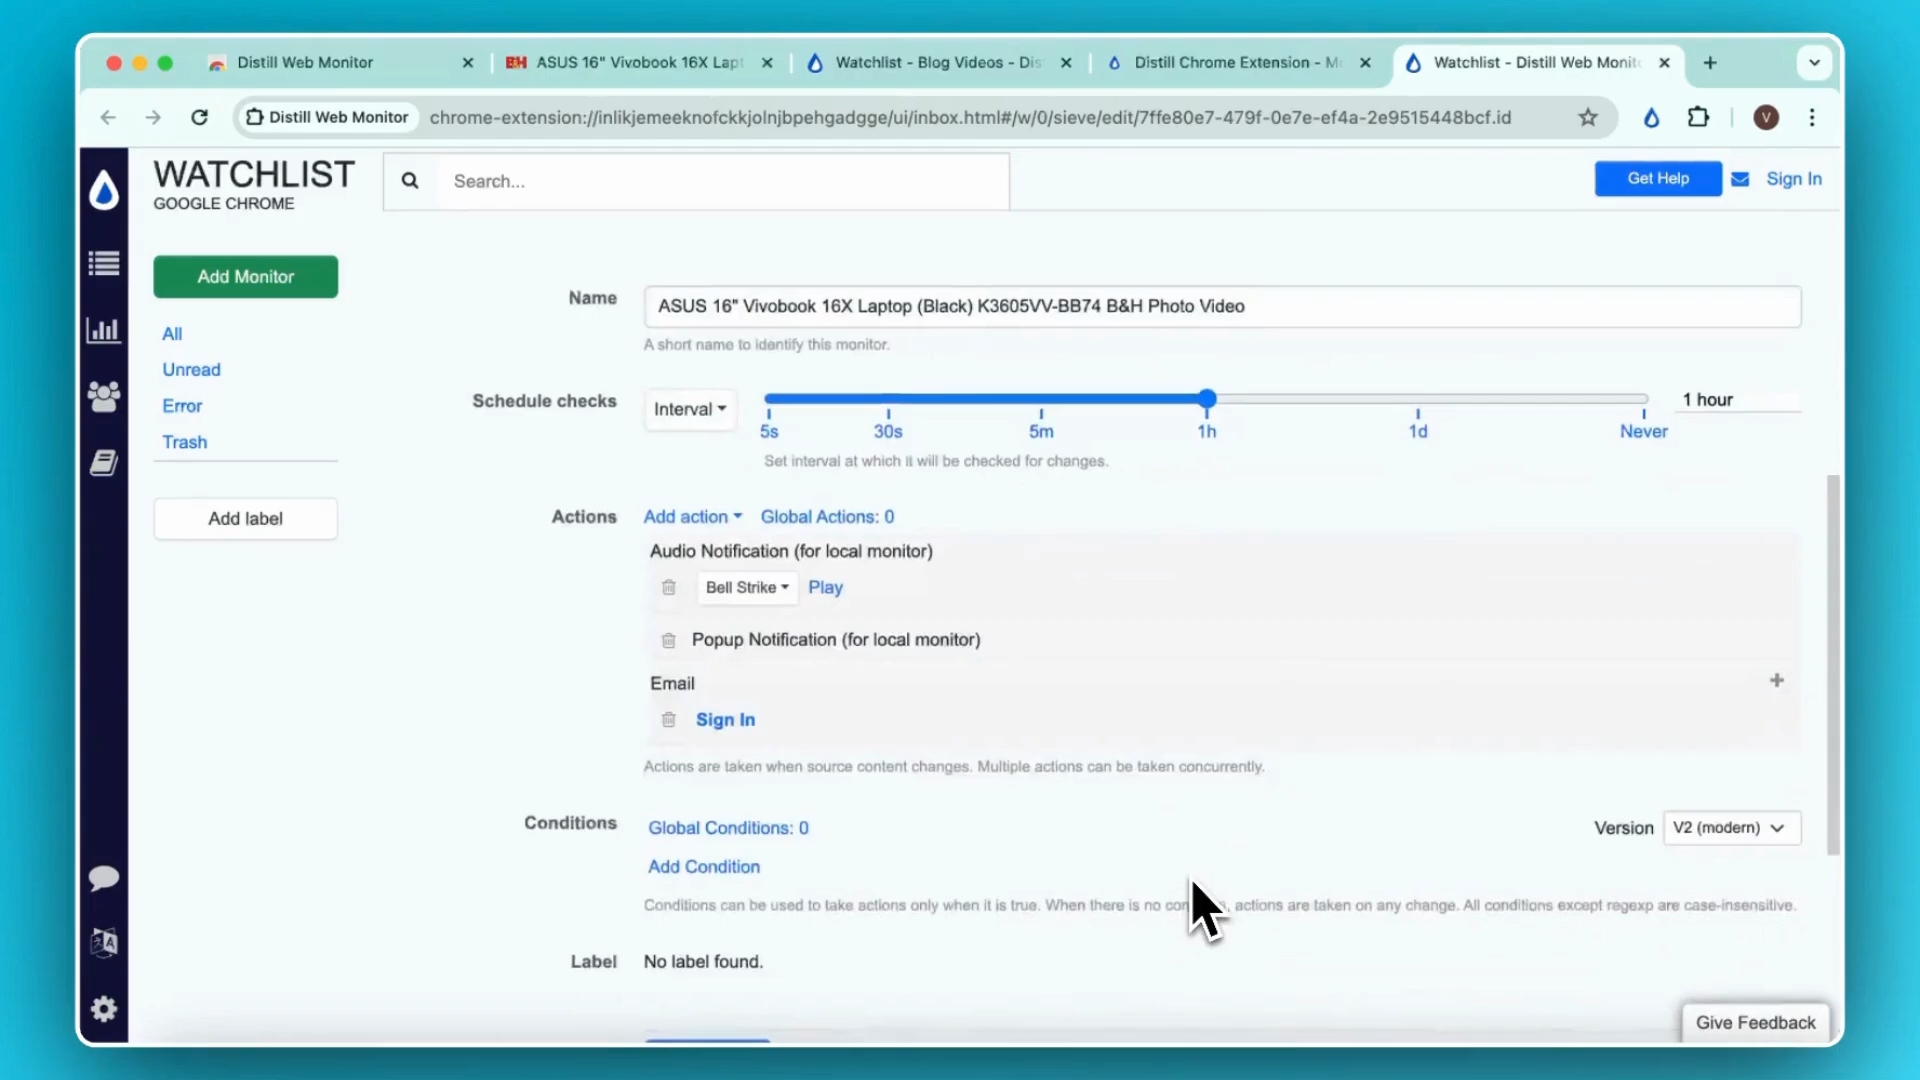 Distill Web Monitor
ASUS 16" Vivobook 16X Lapt
Watchlist - Blog Videos - Dis
Distill Chrome Extension - M
Watchlist - Distill Web Monito
Distill Web Monitor
chrome-extension://inlikjemeeknofckkjolnjbpehgadgge/ui/inbox.html#/w/0/sieve/edit/7ffe80e7-479f-0e7e-ef4a-2e9515448bcf.id
V
WATCHLIST
GOOGLE CHROME
Search...
Get Help
Sign In
Add Monitor
All
Unread
Error
Trash
Add label
Name
ASUS 16" Vivobook 16X Laptop (Black) K3605VV-BB74 B&H Photo Video
A short name to identify this monitor.
Schedule checks
Interval
5s
30s
5m
1h
1d
Never
1 hour
Set interval at which it will be checked for changes.
Actions
Add action
Global Actions: 0
Audio Notification (for local monitor)
Bell Strike
Play
Popup Notification (for local monitor)
Email
Sign In
Actions are taken when source content changes. Multiple actions can be taken concurrently.
Conditions
Global Conditions: 0
Version
V2 (modern)
Add Condition
Conditions can be used to take actions only when it is true. When there is no , actions are taken on any change. All conditions except regexp are case-insensitive.
Label
No label found.
Give Feedback